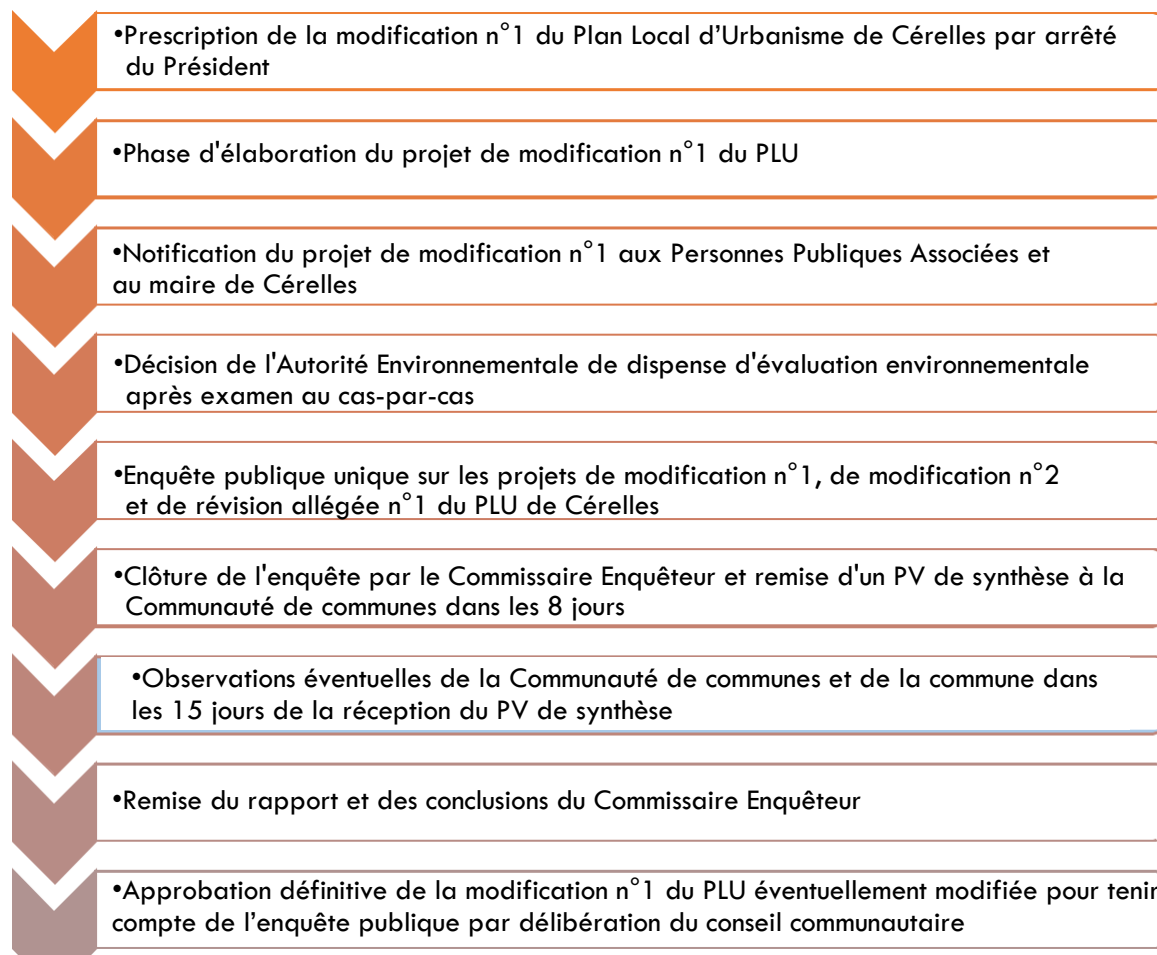 •Prescription de la modification n°1 du Plan Local d’Urbanisme de Cérelles par arrêté
du Président
•Phase d'élaboration du projet de modification n°1 du PLU
•Notification du projet de modification n°1 aux Personnes Publiques Associées et
au maire de Cérelles
•Décision de l'Autorité Environnementale de dispense d'évaluation environnementale
après examen au cas-par-cas
•Enquête publique unique sur les projets de modification n°1, de modification n°2
et de révision allégée n°1 du PLU de Cérelles
•Clôture de l'enquête par le Commissaire Enquêteur et remise d'un PV de synthèse à la
Communauté de communes dans les 8 jours
•Observations éventuelles de la Communauté de communes et de la commune dans
les 15 jours de la réception du PV de synthèse
•Remise du rapport et des conclusions du Commissaire Enquêteur
•Approbation définitive de la modification n°1 du PLU éventuellement modifiée pour tenir
compte de l’enquête publique par délibération du conseil communautaire